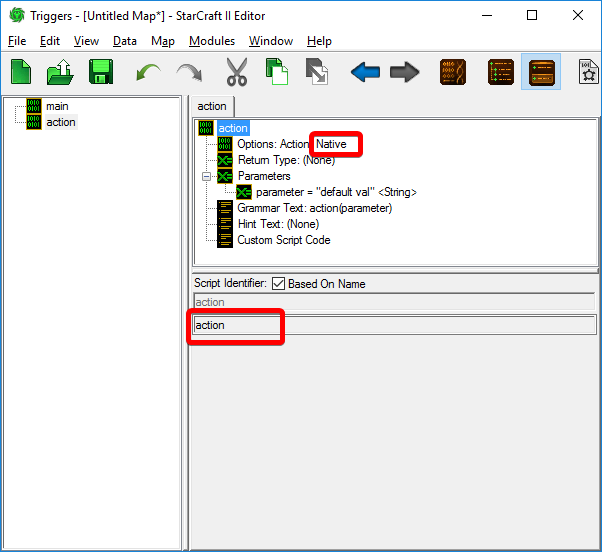 Triggers - [Untitled Map*] - StarCraft II Editor
File Edit View Data Map Modules Window Help
main
action
action
action
Options: Action, Native
Return Type: (None)
Parameters
parameter = "default val" <String>
Grammar Text: action(parameter)
Hint Text: (None)
Custom Script Code
Script Identifier: Based On Name
action
action